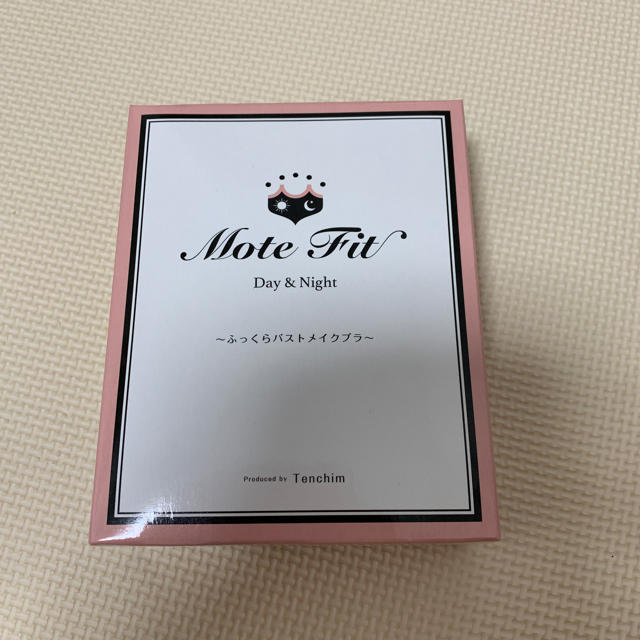 Mote Fit
Day & Night
～ふっくらバストメイクブラ～
Produced by Tenchim